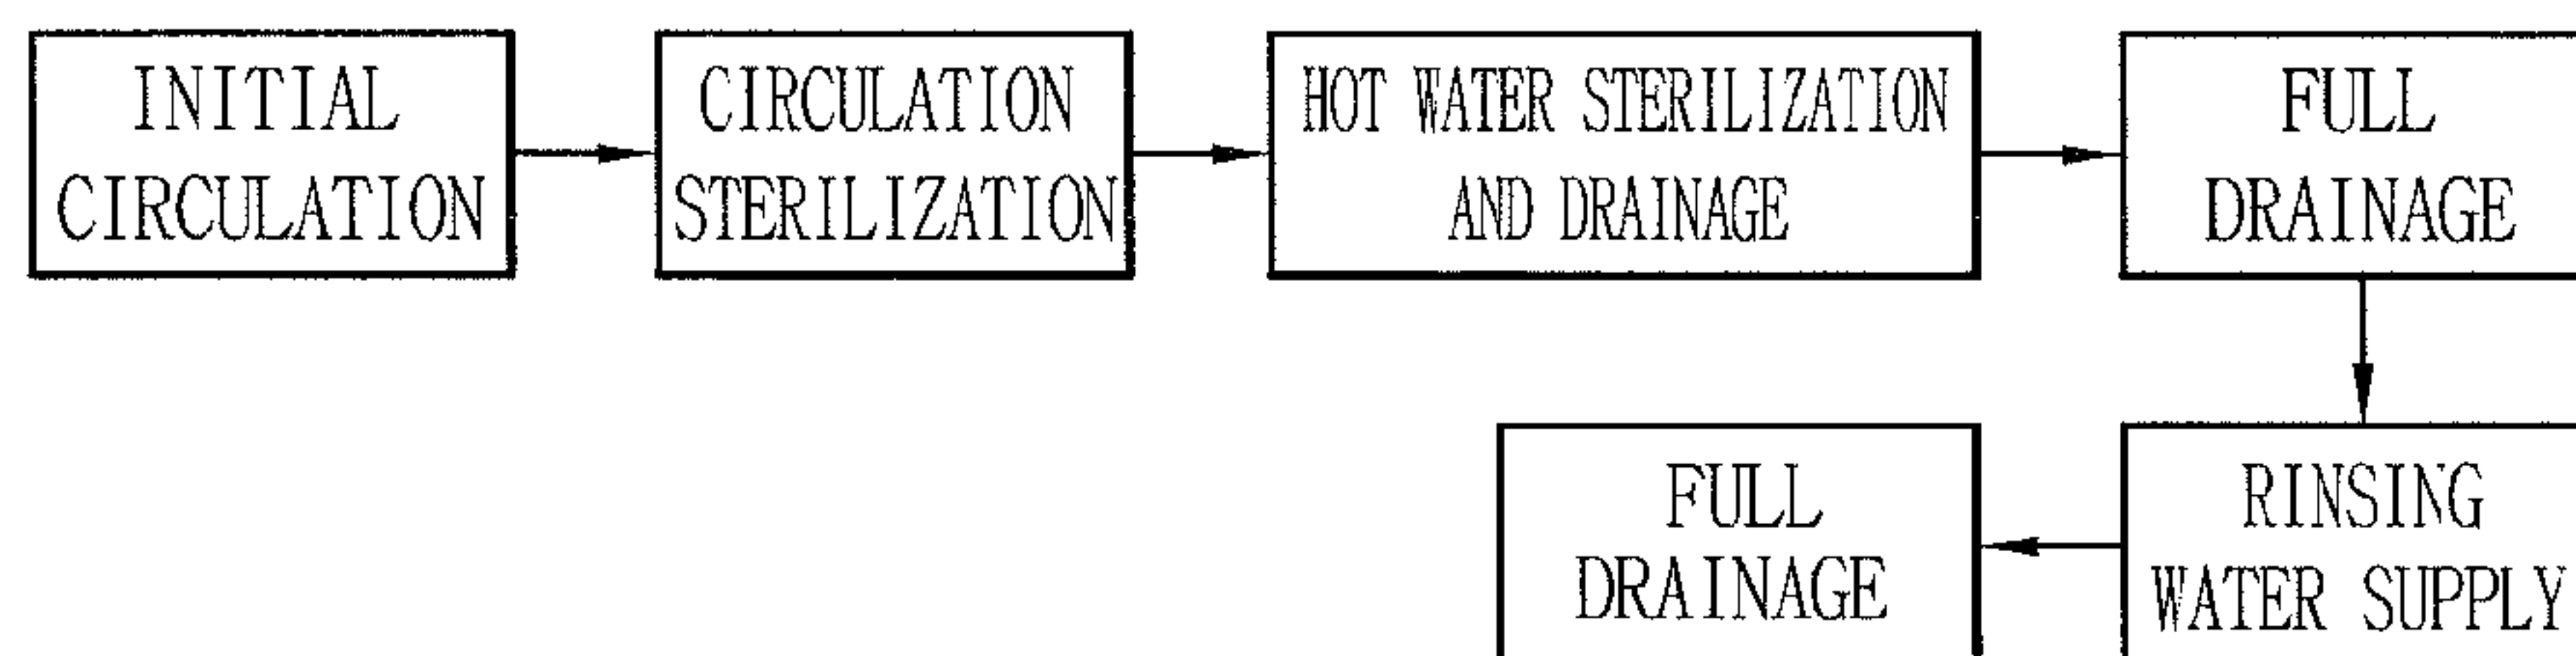 INITIAL
CIRCULATION
CIRCULATION
STERILIZATION
HOT WATER STERILIZATION
AND DRAINAGE
FULL
DRAINAGE
RINSING
WATER SUPPLY
FULL
DRAINAGE